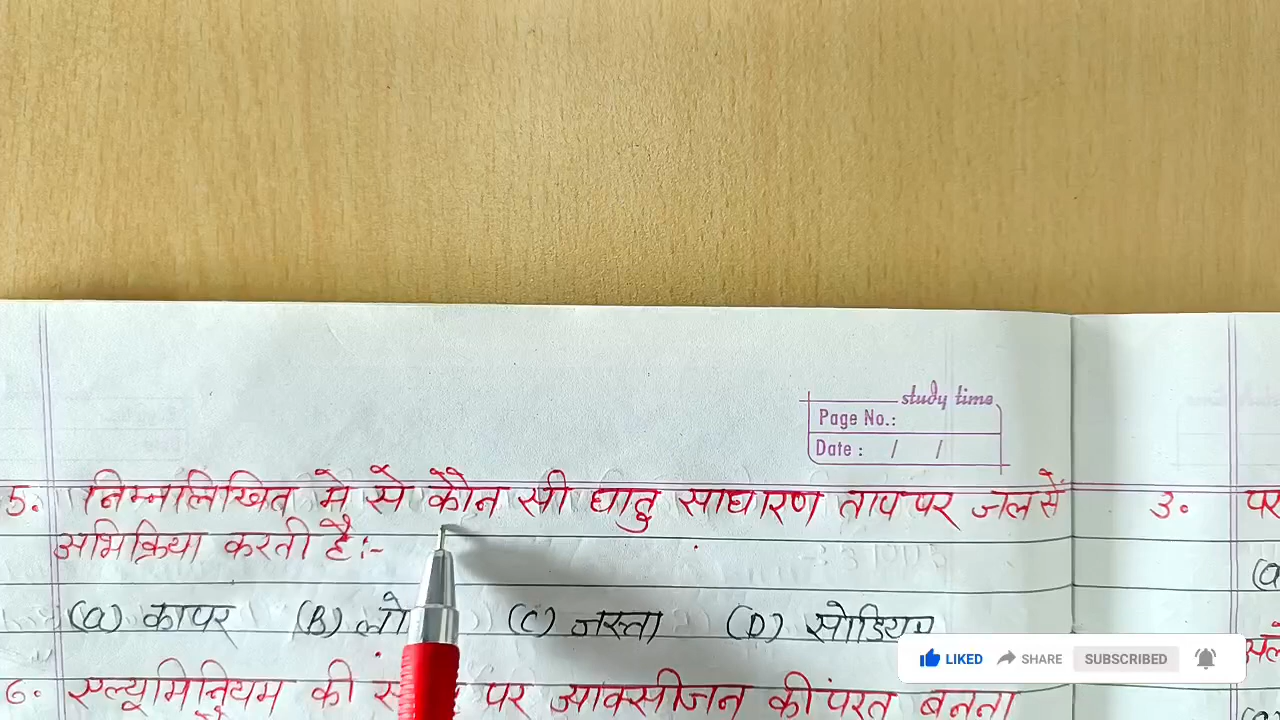 study time
Page No.:
Date : / /
5. निम्नलिखित में से कौन सी धातु साधारण ताप पर जल सें
अभिक्रिया करती है:-
(a) कापर (B) (C) जस्ता (D) सोडियम
6. एल्यूमिनियम की पर आक्सीजन की परत बनना
3. पर
(a
LIKED SHARE SUBSCRIBED